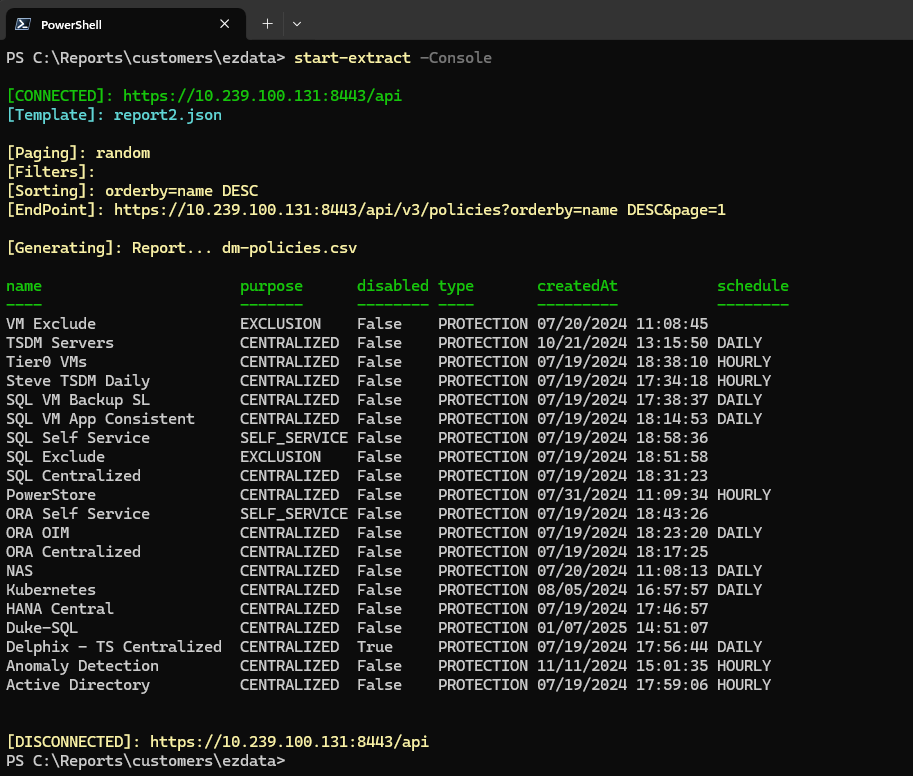 PowerShell
PS C:\Reports\customers\ezdata> start-extract -Console
[CONNECTED]: https://10.239.100.131:8443/api
[Template]: report2.json
[Paging]: random
[Filters]:
[Sorting]: orderby=name DESC
[EndPoint]: https://10.239.100.131:8443/api/v3/policies?orderby=name DESC&page=1
[Generating]: Report... dm-policies.csv
name purpose disabled type createdAt schedule
---- ------- -------- ---- --------- --------
VM Exclude EXCLUSION False PROTECTION 07/20/2024 11:08:45
TSDM Servers CENTRALIZED False PROTECTION 10/21/2024 13:15:50 DAILY
Tier0 VMs CENTRALIZED False PROTECTION 07/19/2024 18:38:10 HOURLY
Steve TSDM Daily CENTRALIZED False PROTECTION 07/19/2024 17:34:18 HOURLY
SQL VM Backup SL CENTRALIZED False PROTECTION 07/19/2024 17:38:37 DAILY
SQL VM App Consistent CENTRALIZED False PROTECTION 07/19/2024 18:14:53 DAILY
SQL Self Service SELF_SERVICE False PROTECTION 07/19/2024 18:58:36
SQL Exclude EXCLUSION False PROTECTION 07/19/2024 18:51:58
SQL Centralized CENTRALIZED False PROTECTION 07/19/2024 18:31:23
PowerStore CENTRALIZED False PROTECTION 07/31/2024 11:09:34 HOURLY
ORA Self Service SELF_SERVICE False PROTECTION 07/19/2024 18:43:26
ORA OIM CENTRALIZED False PROTECTION 07/19/2024 18:23:20 DAILY
ORA Centralized CENTRALIZED False PROTECTION 07/19/2024 18:17:25
NAS CENTRALIZED False PROTECTION 07/20/2024 11:08:13 DAILY
Kubernetes CENTRALIZED False PROTECTION 08/05/2024 16:57:57 DAILY
HANA Central CENTRALIZED False PROTECTION 07/19/2024 17:46:57
Duke-SQL CENTRALIZED False PROTECTION 01/07/2025 14:51:07
Delphix - TS Centralized CENTRALIZED True PROTECTION 07/19/2024 17:56:44 DAILY
Anomaly Detection CENTRALIZED False PROTECTION 11/11/2024 15:01:35 HOURLY
Active Directory CENTRALIZED False PROTECTION 07/19/2024 17:59:06 HOURLY
[DISCONNECTED]: https://10.239.100.131:8443/api
PS C:\Reports\customers\ezdata>